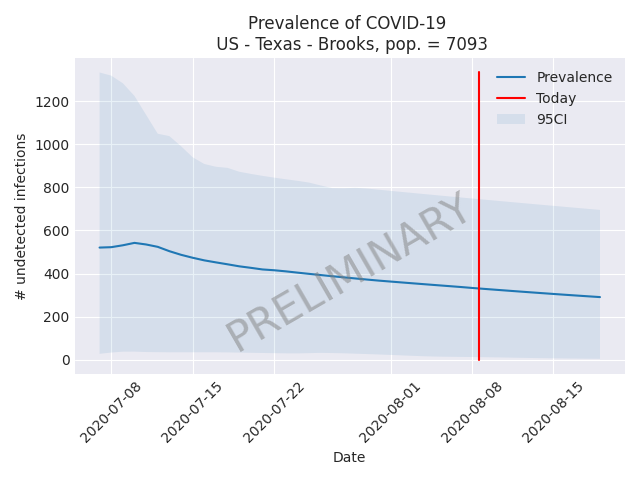 Prevalence of COVID-19
US - Texas - Brooks, pop. = 7093
Prevalence
Today
95CI
# undetected infections
1200
1000
800
600
400
200
0
PRELIMINARY
2020-07-08
2020-07-15
2020-07-22
2020-08-01
2020-08-08
2020-08-15
Date